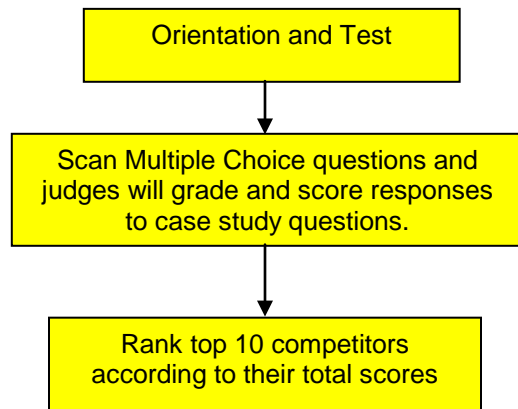 Orientation and Test
Scan Multiple Choice questions and
judges will grade and score responses
to case study questions.
Rank top 10 competitors
according to their total scores